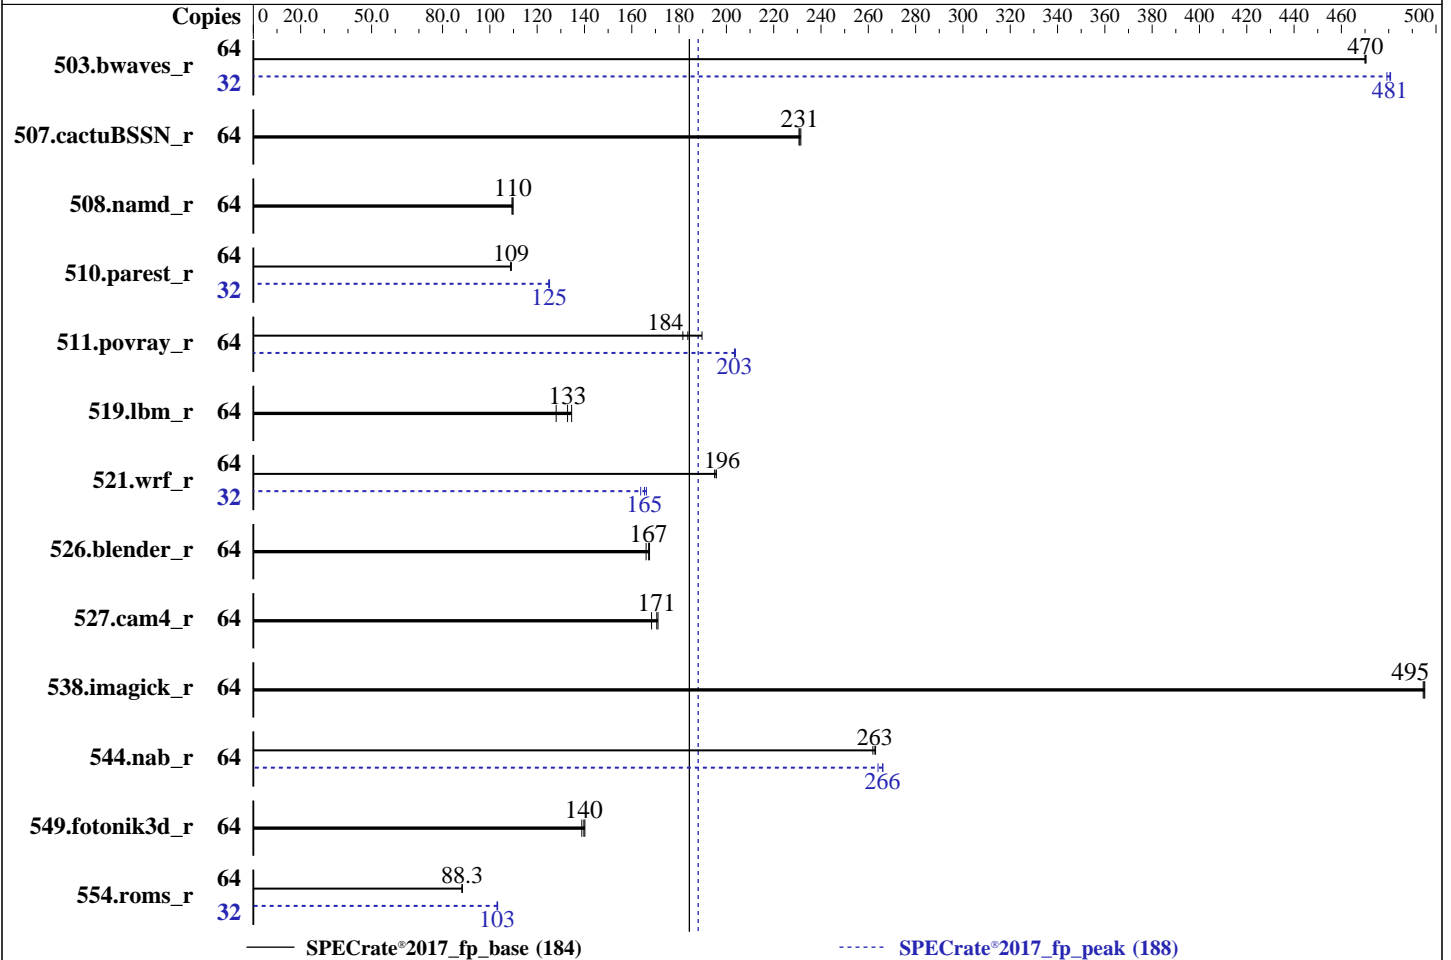 Copies 0 20.0 50.0 80.0 100 120 140 160 180 200 220 240 260 280 300 320 340 360 380 400 420 440 460 500
503.bwaves_r 64 470
32 481
507.cactuBSSN_r 64 231
508.namd_r 64 110
510.parest_r 64 109
32 125
511.povray_r 64 184
203
519.lbm_r 64 133
521.wrf_r 64 196
32 165
526.blender_r 64 167
527.cam4_r 64 171
538.imagick_r 64 495
544.nab_r 64 263
266
549.fotonik3d_r 64 140
554.roms_r 64 88.3
32 103
SPECrate®2017_fp_base (184) SPECrate®2017_fp_peak (188)